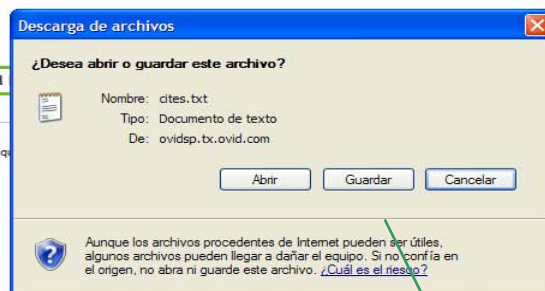 Descarga de archivos
¿Desea abrir o guardar este archivo?
Nombre: cites.txt
Tipo: Documento de texto
De: ovidsp.tx.ovid.com
Abrir Guardar Cancelar
Aunque los archivos procedentes de Internet pueden ser útiles,
algunos archivos pueden llegar a dañar el equipo. Si no confía en
el origen, no abra ni guarde este archivo. ¿Cuál es el riesgo?